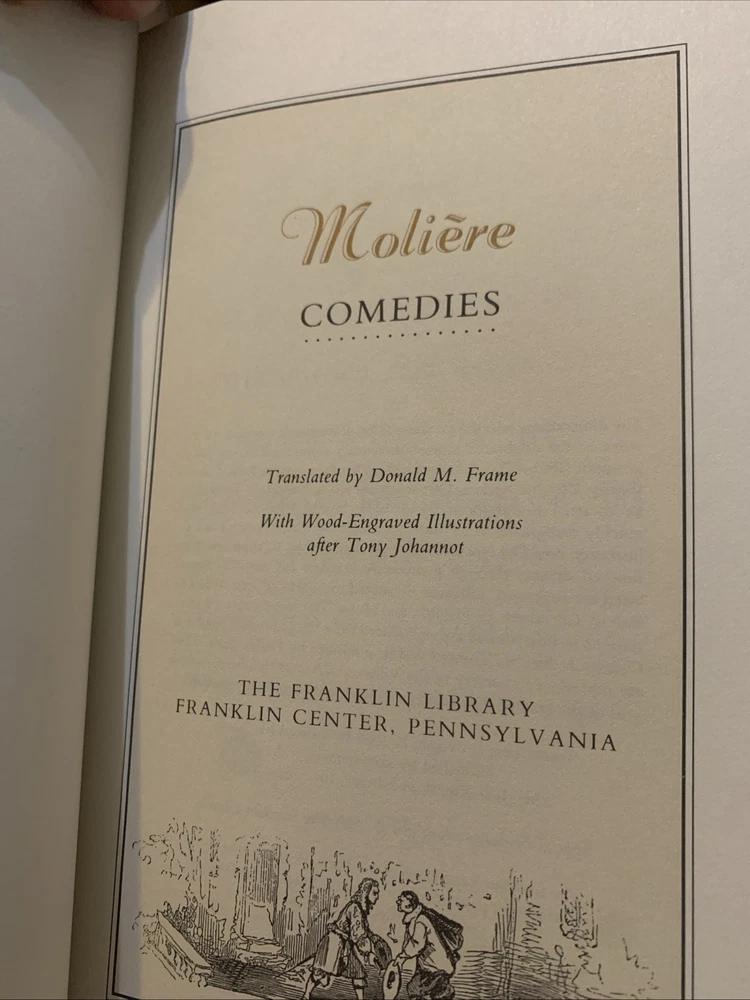 Molière
COMEDIES
Translated by Donald M. Frame
With Wood-Engraved Illustrations
after Tony Johannot
THE FRANKLIN LIBRARY
FRANKLIN CENTER, PENNSYLVANIA